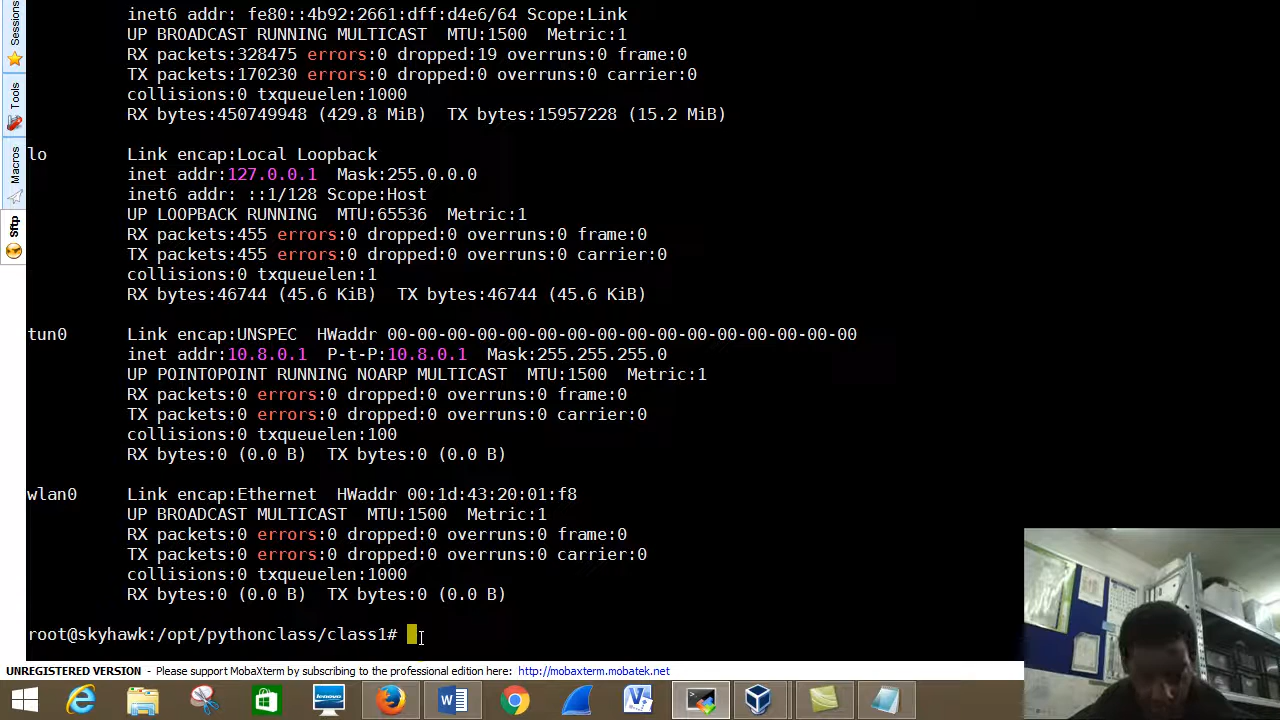 Sessions
Tools
Macros
Sftp
inet6 addr: fe80::4b92:2661:dff:d4e6/64 Scope:Link
UP BROADCAST RUNNING MULTICAST  MTU:1500  Metric:1
RX packets:328475 errors:0 dropped:19 overruns:0 frame:0
TX packets:170230 errors:0 dropped:0 overruns:0 carrier:0
collisions:0 txqueuelen:1000
RX bytes:450749948 (429.8 MiB)  TX bytes:15957228 (15.2 MiB)
lo        Link encap:Local Loopback
inet addr:127.0.0.1  Mask:255.0.0.0
inet6 addr: ::1/128 Scope:Host
UP LOOPBACK RUNNING  MTU:65536  Metric:1
RX packets:455 errors:0 dropped:0 overruns:0 frame:0
TX packets:455 errors:0 dropped:0 overruns:0 carrier:0
collisions:0 txqueuelen:1
RX bytes:46744 (45.6 KiB)  TX bytes:46744 (45.6 KiB)
tun0      Link encap:UNSPEC  HWaddr 00-00-00-00-00-00-00-00-00-00-00-00-00-00-00-00
inet addr:10.8.0.1  P-t-P:10.8.0.1  Mask:255.255.255.0
UP POINTOPOINT RUNNING NOARP MULTICAST  MTU:1500  Metric:1
RX packets:0 errors:0 dropped:0 overruns:0 frame:0
TX packets:0 errors:0 dropped:0 overruns:0 carrier:0
collisions:0 txqueuelen:100
RX bytes:0 (0.0 B)  TX bytes:0 (0.0 B)
wlan0     Link encap:Ethernet  HWaddr 00:1d:43:20:01:f8
UP BROADCAST MULTICAST  MTU:1500  Metric:1
RX packets:0 errors:0 dropped:0 overruns:0 frame:0
TX packets:0 errors:0 dropped:0 overruns:0 carrier:0
collisions:0 txqueuelen:1000
RX bytes:0 (0.0 B)  TX bytes:0 (0.0 B)
root@skyhawk:/opt/pythonclass/class1#
UNREGISTERED VERSION - Please support MobaXterm by subscribing to the professional edition here: http://mobaxterm.mobatek.net
lenovo